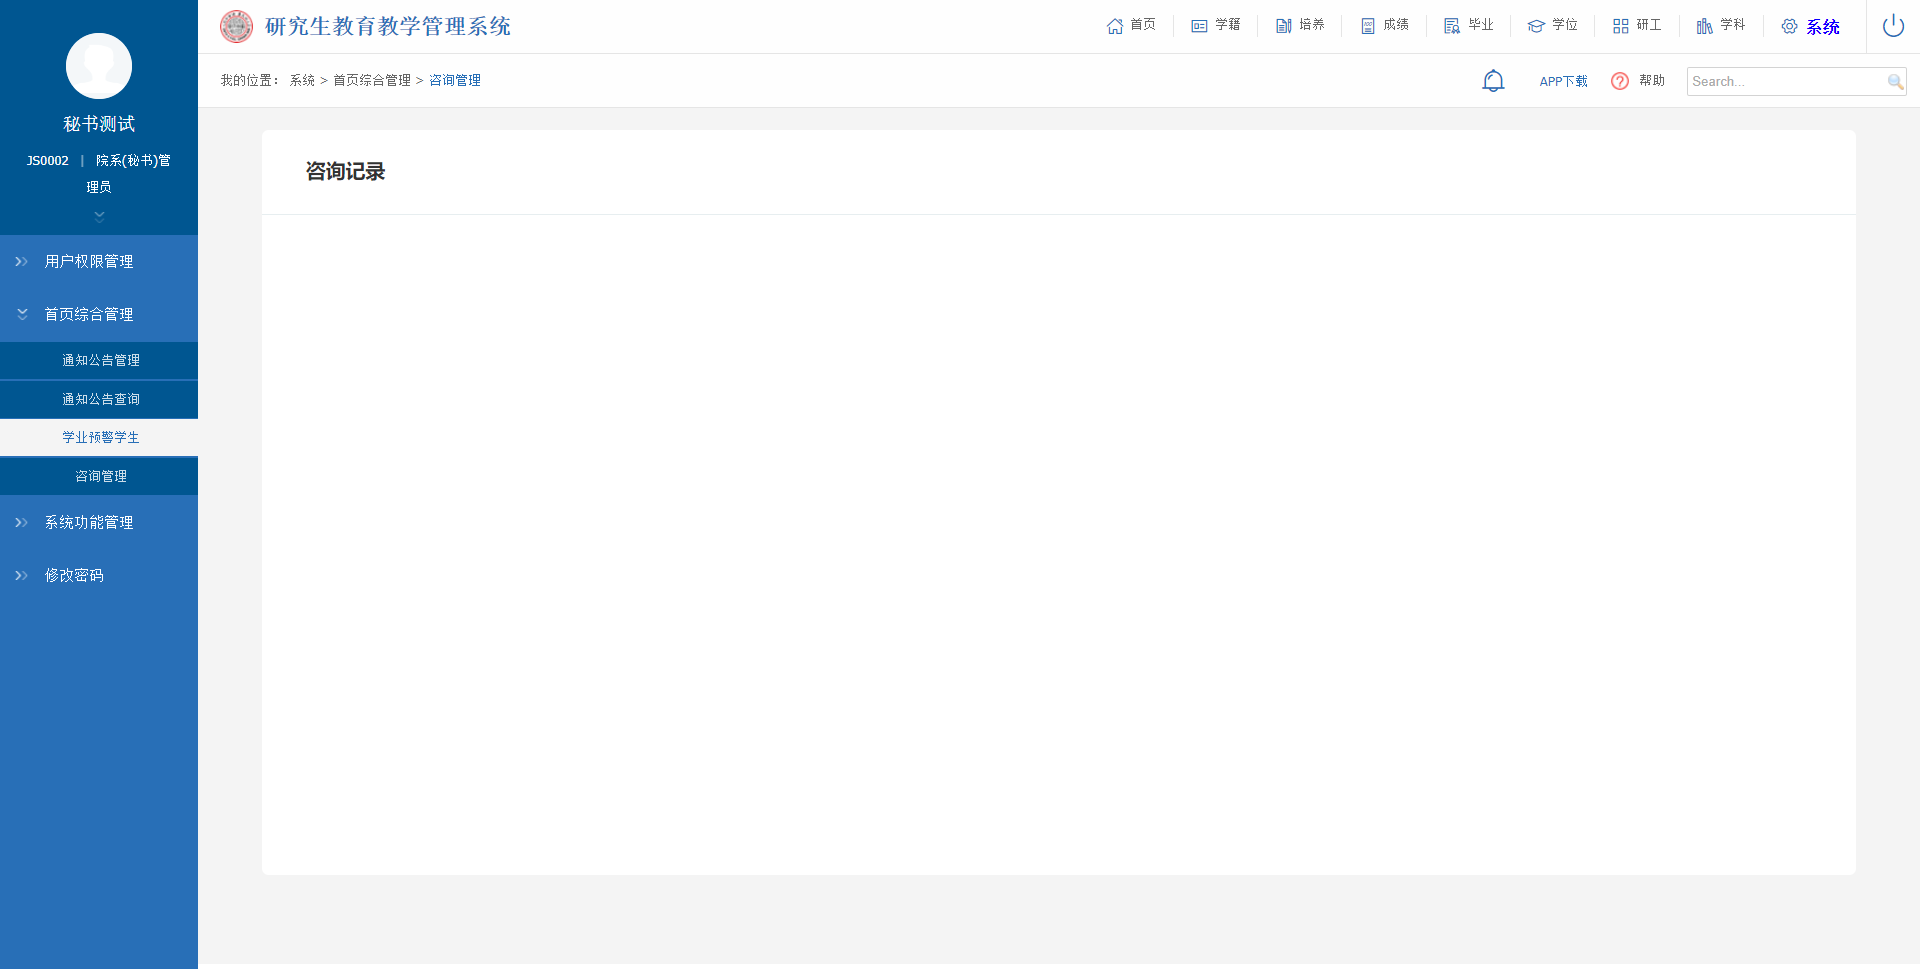 研究生教育教学管理系统
首页 学籍 培养 成绩 毕业 学位 研工 学科 系统
我的位置： 系统 > 首页综合管理 > 咨询管理
APP下载 帮助 Search...
秘书测试
JS0002 | 院系(秘书)管
理员
用户权限管理
首页综合管理
通知公告管理
通知公告查询
学业预警学生
咨询管理
系统功能管理
修改密码
咨询记录